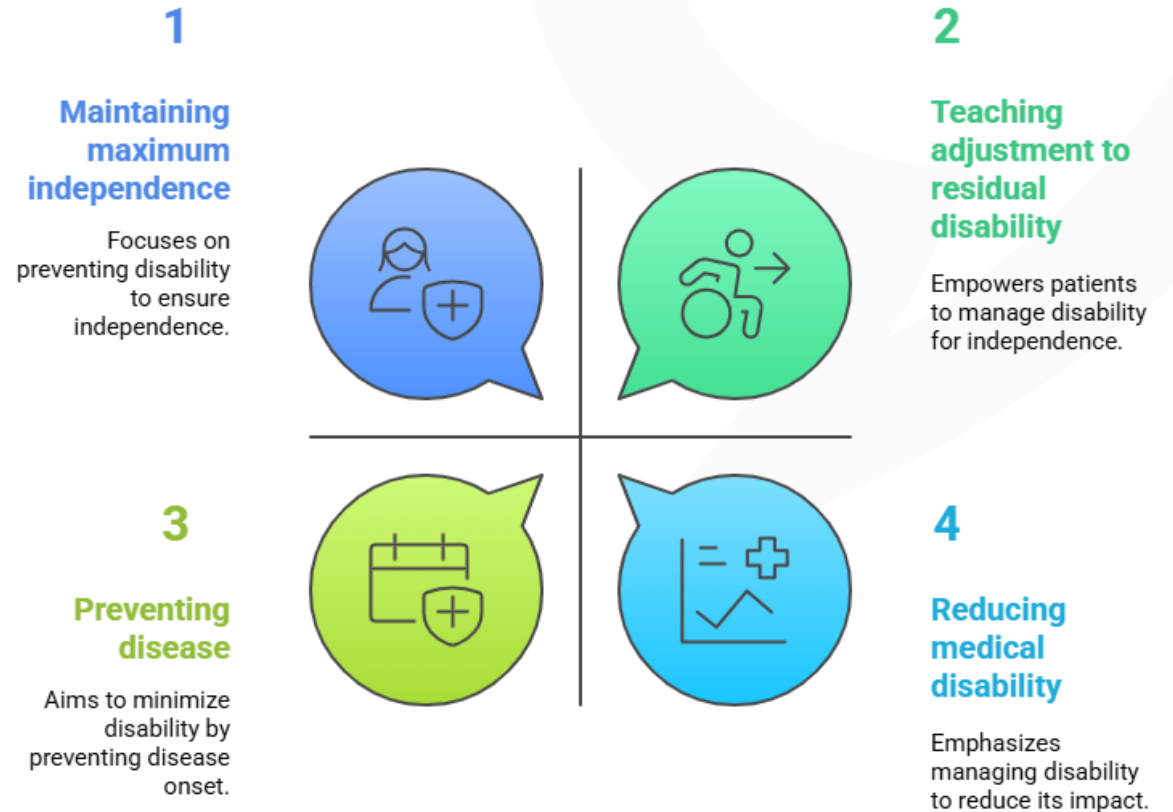 1
Maintaining
maximum
independence
Focuses on
preventing disability
to ensure
independence.
2
Teaching
adjustment to
residual
disability
Empowers patients
to manage disability
for independence.
3
Preventing
disease
Aims to minimize
disability by
preventing disease
onset.
4
Reducing
medical
disability
Emphasizes
managing disability
to reduce its impact.